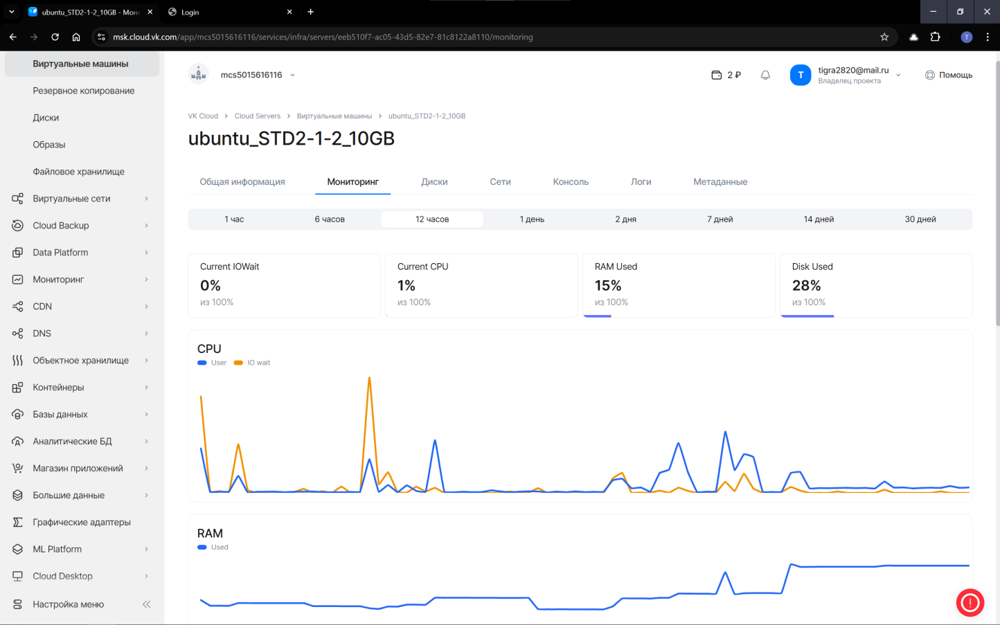 ubuntu_STD2-1-2_10GB - Мони
Login
msk.cloud.vk.com/app/mcs5015616116/services/infra/servers/eeb510f7-ac05-43d5-82e7-81c8122a8110/monitoring
T
Виртуальные машины
Резервное копирование
Диски
Образы
Файловое хранилище
Виртуальные сети
Cloud Backup
Data Platform
Мониторинг
CDN
DNS
Объектное хранилище
Контейнеры
Базы данных
Аналитические БД
Магазин приложений
Большие данные
Графические адаптеры
ML Platform
Cloud Desktop
Настройка меню
mcs5015616116
2 ₽
T
tigra2820@mail.ru
Владелец проекта
Помощь
VK Cloud > Cloud Servers > Виртуальные машины > ubuntu_STD2-1-2_10GB
ubuntu_STD2-1-2_10GB
Общая информация Мониторинг Диски Сети Консоль Логи Метаданные
1 час 6 часов 12 часов 1 день 2 дня 7 дней 14 дней 30 дней
Current IOWait
0%
из 100%
Current CPU
1%
из 100%
RAM Used
15%
из 100%
Disk Used
28%
из 100%
CPU
User IO wait
RAM
Used